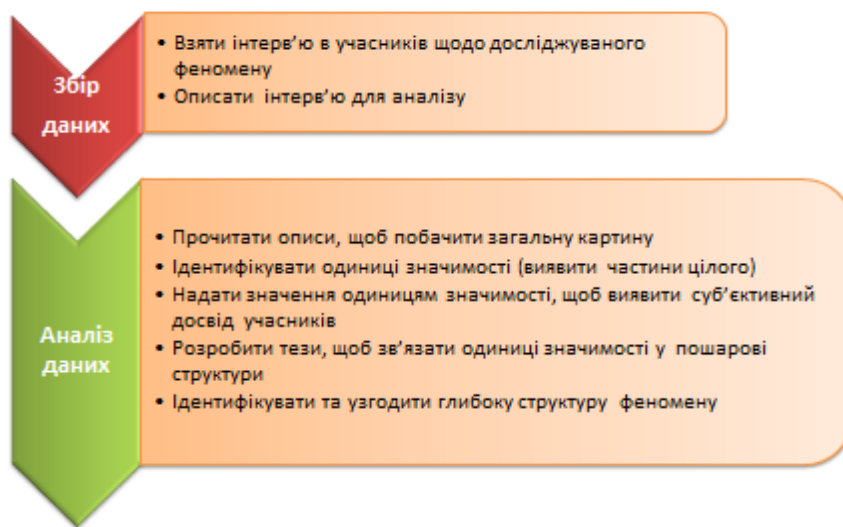 Збір
даних
• Взяти інтерв’ю в учасників щодо досліджуваного
феномену
• Описати інтерв’ю для аналізу
Аналіз
даних
• Прочитати описи, щоб побачити загальну картину
• Ідентифікувати одиниці значимості (виявити частини цілого)
• Надати значення одиницям значимості, щоб виявити суб’єктивний
досвід учасників
• Розробити тези, щоб зв’язати одиниці значимості у пошарові
структури
• Ідентифікувати та узгодити глибоку структуру феномену